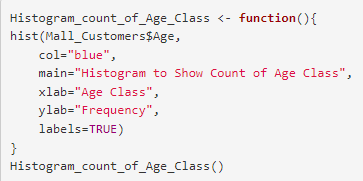 Histogram_count_of_Age_Class <- function(){
hist(Mall_Customers$Age,
    col="blue",
    main="Histogram to Show Count of Age Class",
    xlab="Age Class",
    ylab="Frequency",
    labels=TRUE)
}
Histogram_count_of_Age_Class()